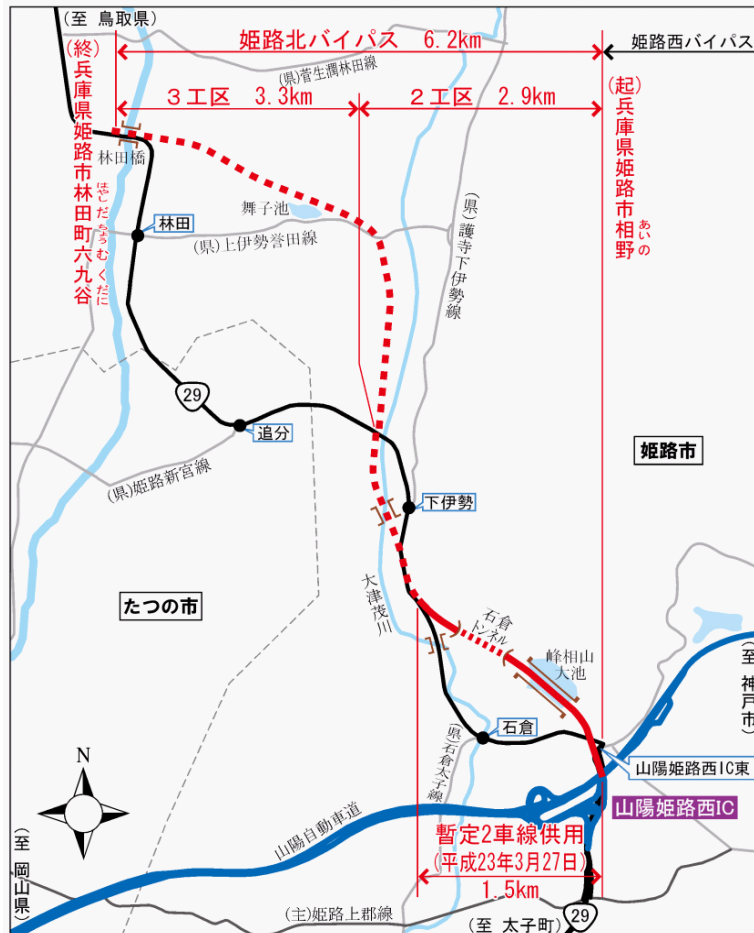 (至 鳥取県)
姫路北バイパス 6.2km
姫路西バイパス
(県)菅生澗林田線
3工区 3.3km
2工区 2.9km
(終)兵庫県姫路市林田町六九谷
はやしだちょうむくだに
(起)兵庫県姫路市相野
あいの
林田橋
舞子池
林田
(県)上伊勢誉田線
(県)護寺下伊勢線
29
追分
(県)姫路新宮線
姫路市
下伊勢
たつの市
大津茂川
石倉
トンネル
峰相山
大池
(至 神戸市)
N
石倉
(県)石倉太子線
山陽姫路西IC東
山陽姫路西IC
山陽自動車道
暫定2車線供用
(平成23年3月27日)
1.5km
(至 岡山県)
(主)姫路上郡線
(至 太子町)
29